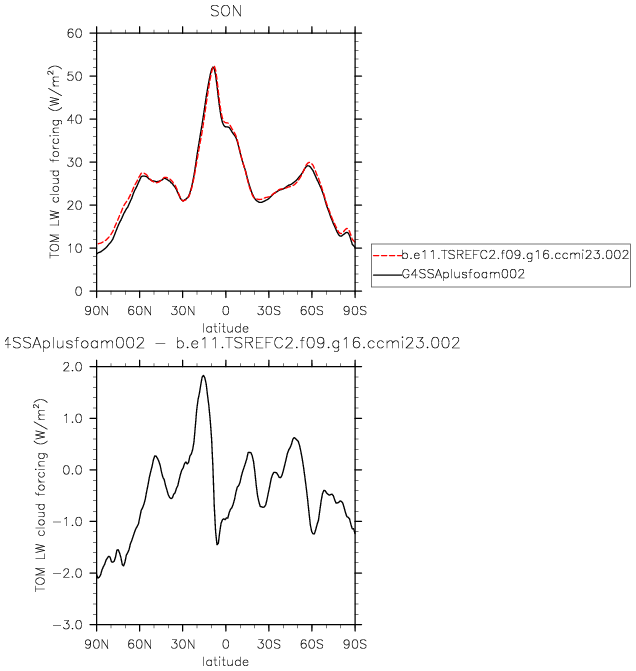 SON
60
50
40
30
20
10
0
TOM LW cloud forcing (W/m²)
90N 60N 30N 0 30S 60S 90S
latitude
b.e11.TSREFC2.f09.g16.ccmi23.002
G4SSAplusfoam002
4SSAplusfoam002 − b.e11.TSREFC2.f09.g16.ccmi23.002
2.0
1.0
0.0
−1.0
−2.0
−3.0
TOM LW cloud forcing (W/m²)
90N 60N 30N 0 30S 60S 90S
latitude